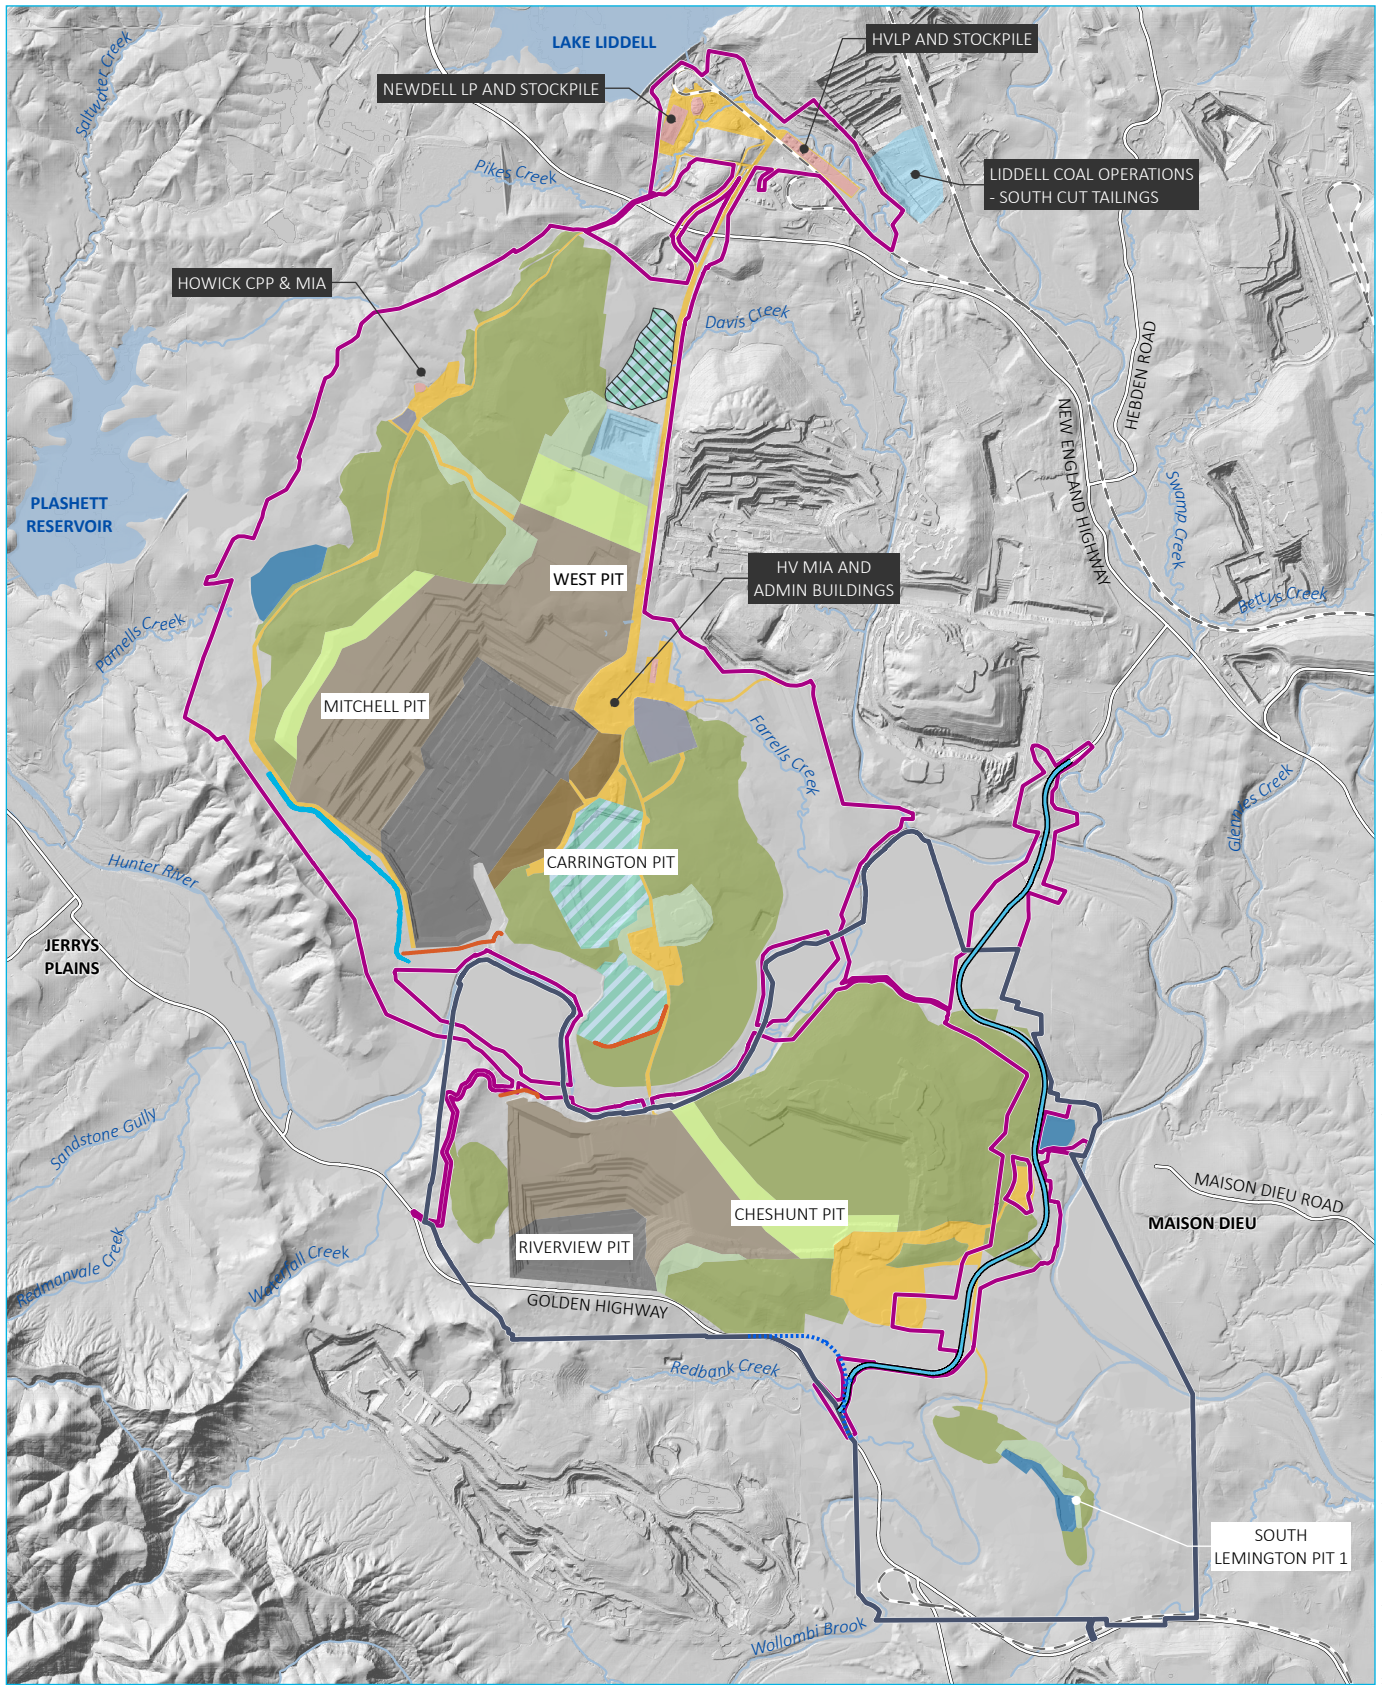 LAKE LIDDELL
HVLP AND STOCKPILE
NEWDELL LP AND STOCKPILE
Saltwater Creek
Pikes Creek
LIDDELL COAL OPERATIONS
- SOUTH CUT TAILINGS
HOWICK CPP & MIA
Davis Creek
HEBDEN ROAD
NEW ENGLAND HIGHWAY
PLASHETT
RESERVOIR
Swamp Creek
WEST PIT
HV MIA AND
ADMIN BUILDINGS
Bettys Creek
Parnells Creek
MITCHELL PIT
Farrells Creek
Glennies Creek
Hunter River
CARRINGTON PIT
JERRYS
PLAINS
Sandstone Gully
MAISON DIEU ROAD
CHESHUNT PIT
MAISON DIEU
RIVERVIEW PIT
Redmanvale Creek
Waterfall Creek
GOLDEN HIGHWAY
Redbank Creek
SOUTH
LEMINGTON PIT 1
Wollombi Brook